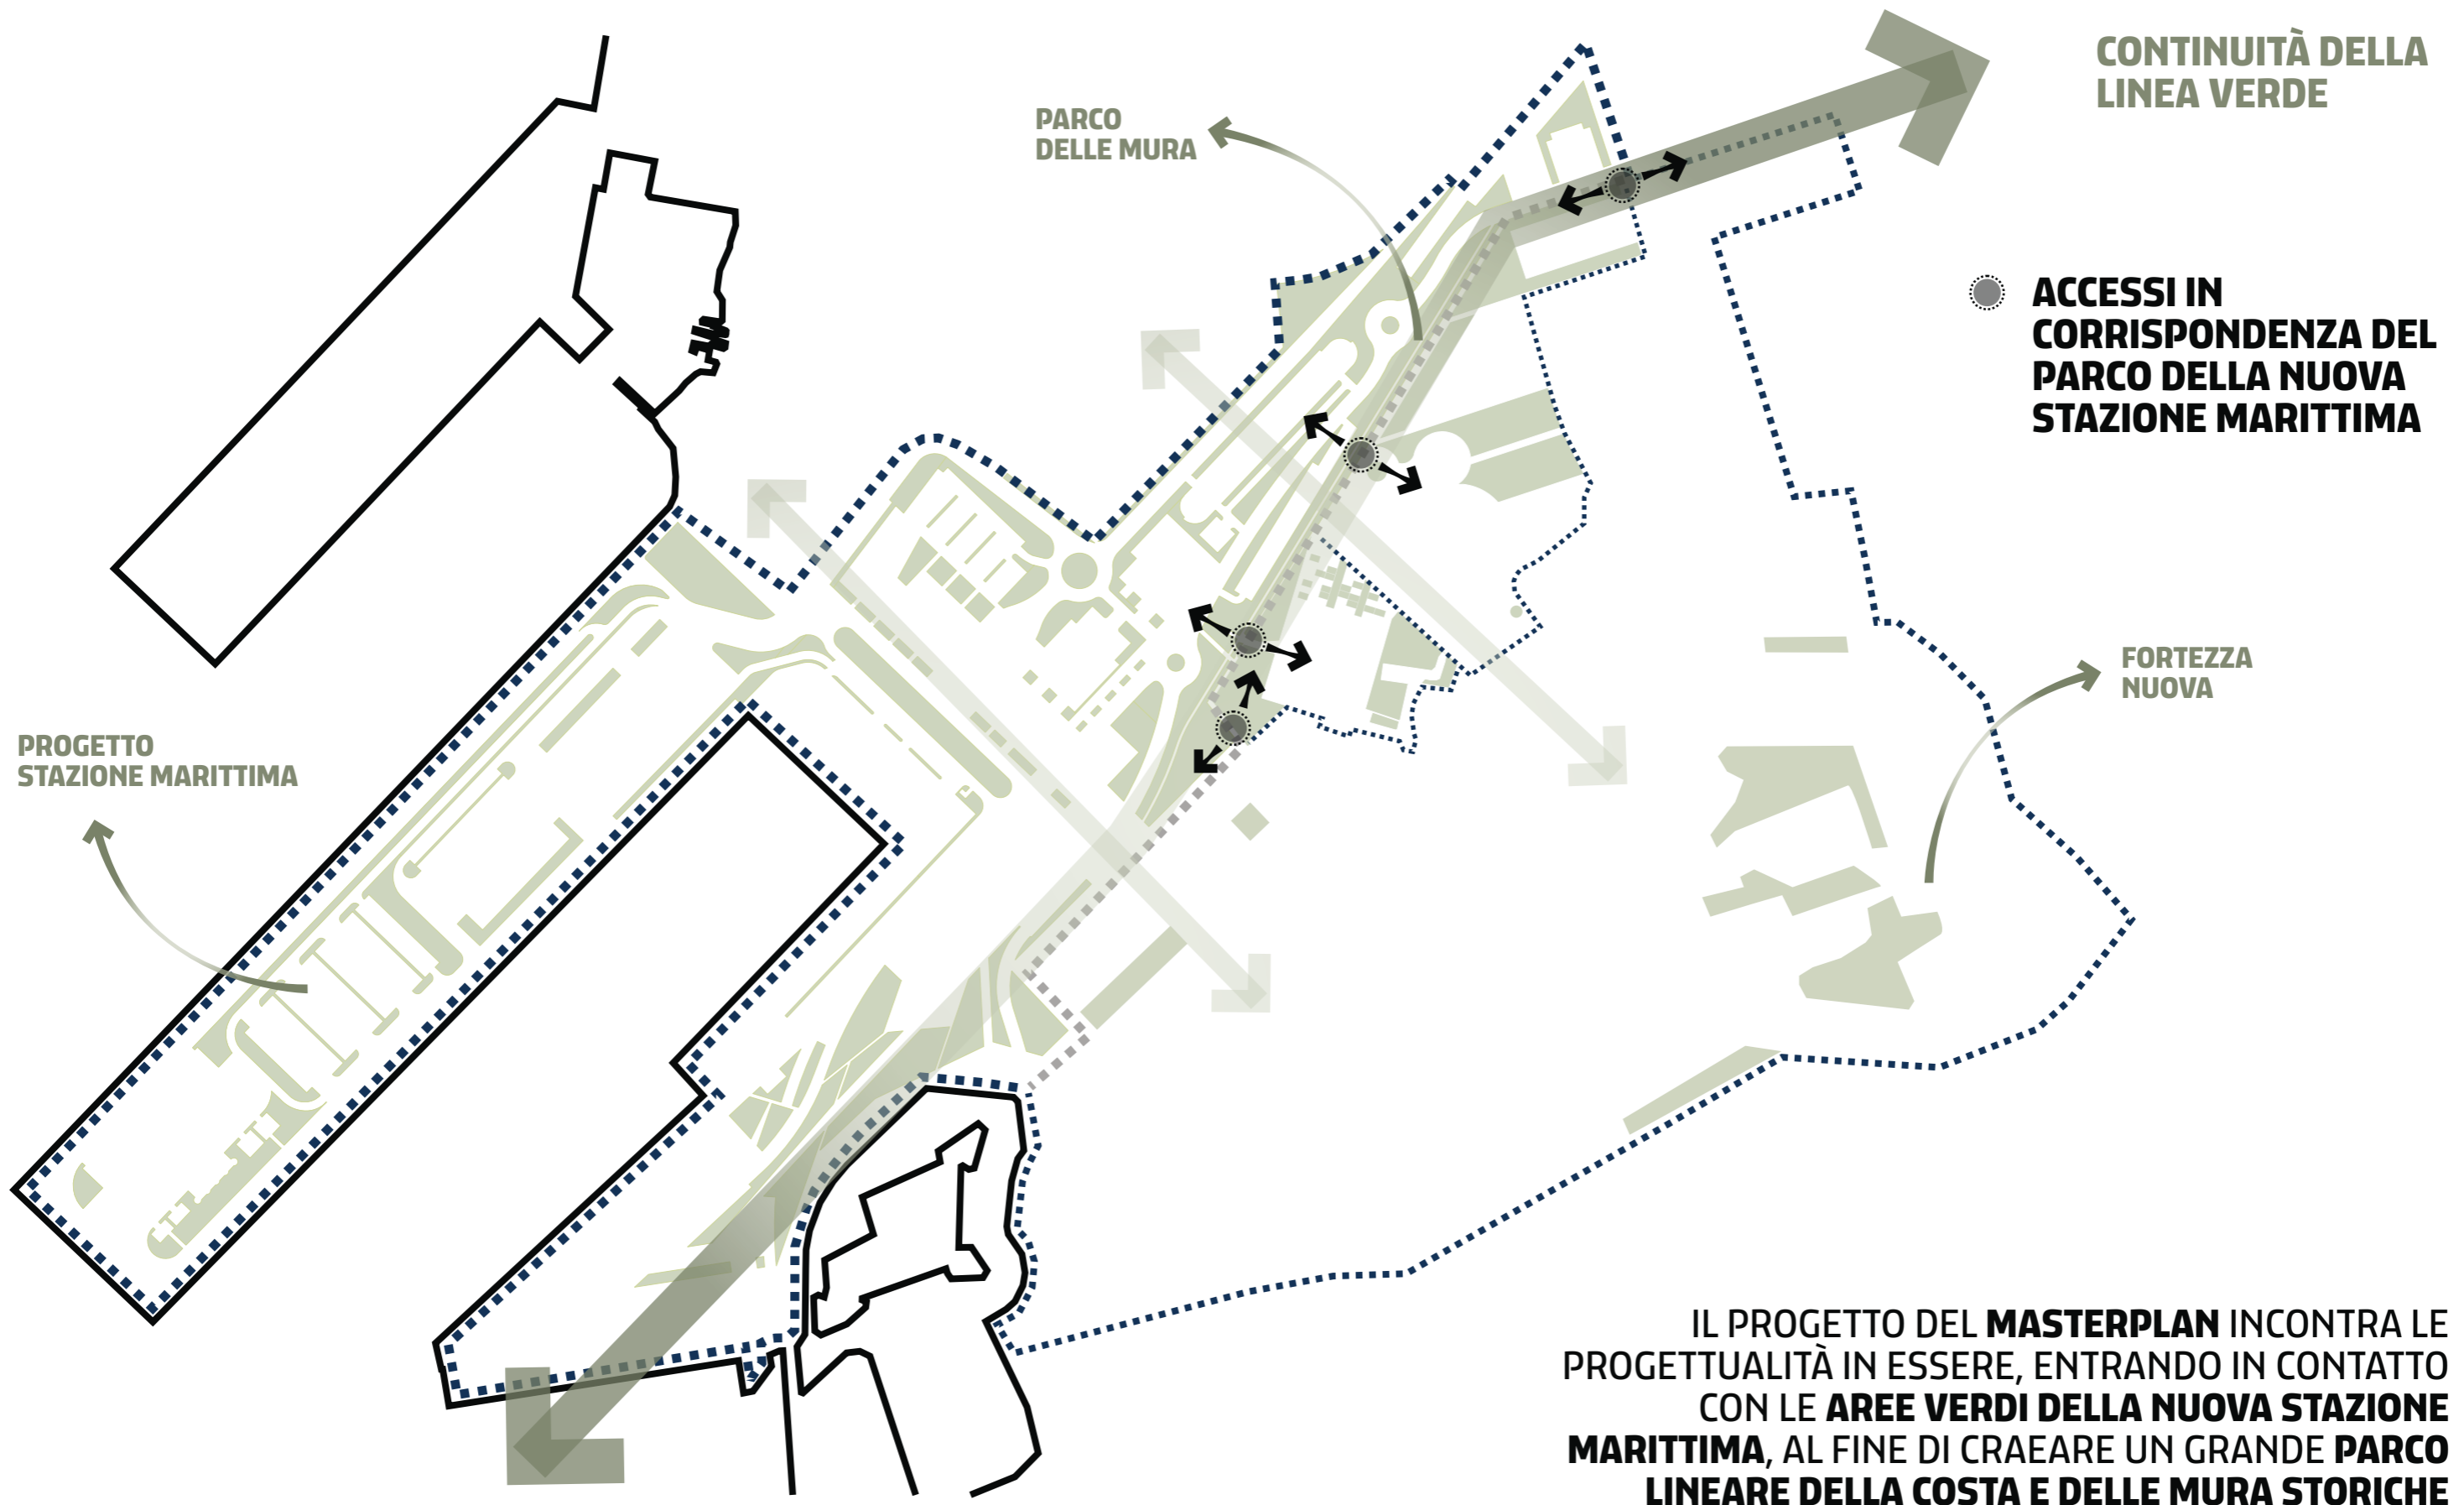 CONTINUITÀ DELLA
LINEA VERDE
PARCO
DELLE MURA
ACCESSI IN
CORRISPONDENZA DEL
PARCO DELLA NUOVA
STAZIONE MARITTIMA
FORTEZZA
NUOVA
PROGETTO
STAZIONE MARITTIMA
IL PROGETTO DEL MASTERPLAN INCONTRA LE
PROGETTUALITÀ IN ESSERE, ENTRANDO IN CONTATTO
CON LE AREE VERDI DELLA NUOVA STAZIONE
MARITTIMA, AL FINE DI CRAEARE UN GRANDE PARCO
LINEARE DELLA COSTA E DELLE MURA STORICHE